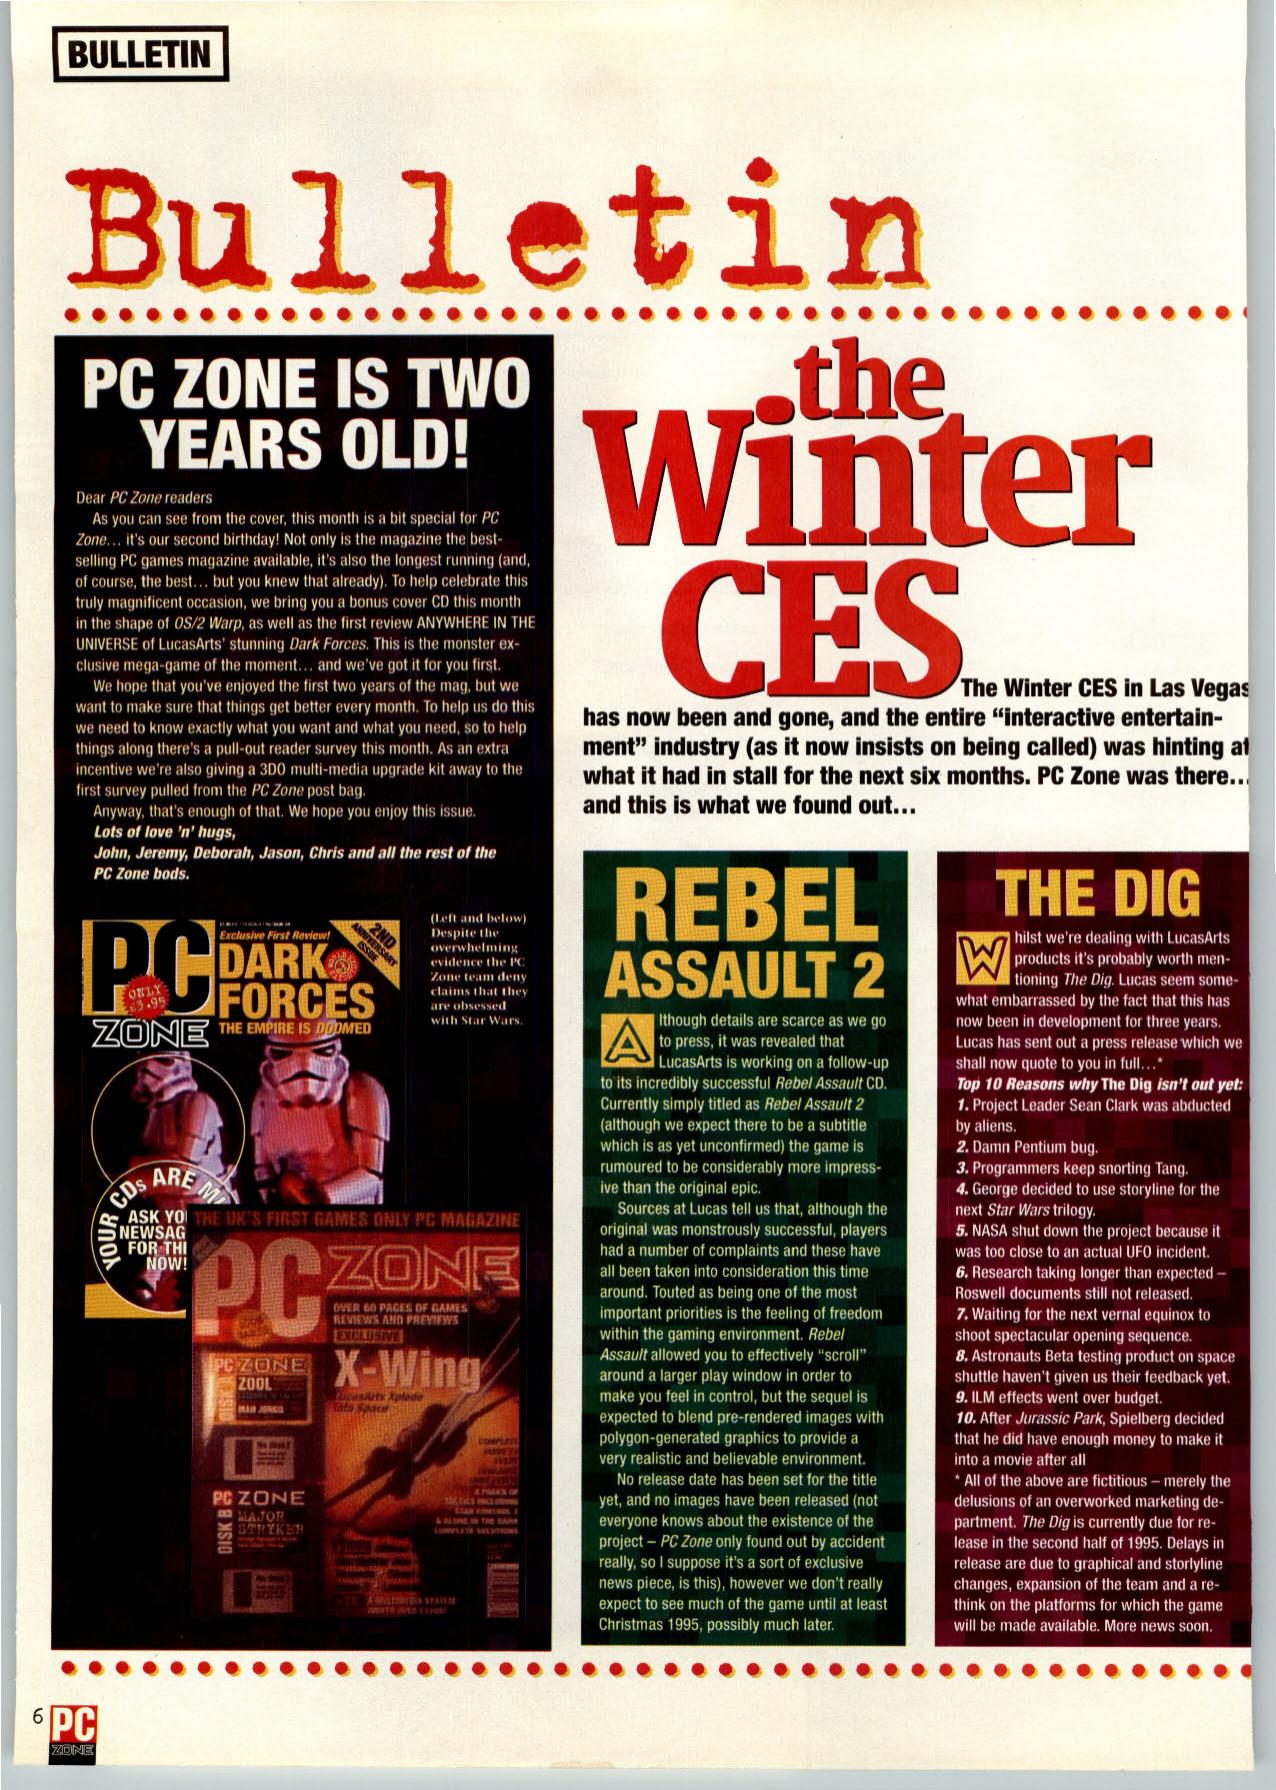 BULLETIN
Bulletin
PC ZONE IS TWO
YEARS OLD!
Dear PC Zone readers
As you can see from the cover, this month is a bit special for PC
Zone... it's our second birthday! Not only is the magazine the best-
selling PC games magazine available, it's also the longest running (and,
of course, the best... but you knew that already). To help celebrate this
truly magnificent occasion, we bring you a bonus cover CD this month
in the shape of OS/2 Warp, as well as the first review ANYWHERE IN THE
UNIVERSE of LucasArts' stunning Dark Forces. This is the monster ex-
clusive mega-game of the moment... and we've got it for you first.
We hope that you've enjoyed the first two years of the mag, but we
want to make sure that things get better every month. To help us do this
we need to know exactly what you want and what you need, so to help
things along there's a pull-out reader survey this month. As an extra
incentive we're also giving a 3DO multi-media upgrade kit away to the
first survey pulled from the PC Zone post bag.
Anyway, that's enough of that. We hope you enjoy this issue.
Lots of love 'n' hugs,
John, Jeremy, Deborah, Jason, Chris and all the rest of the
PC Zone bods.
(Left and below)
Despite the
overwhelming
evidence the PC
Zone team deny
claims that they
are obsessed
with Star Wars.
PC
ZONE
ONLY
£3.95
Exclusive First Review!
DARK
FORCES
THE EMPIRE IS DOOMED
2ND
ANNIVERSARY
ISSUE
YOUR CDs ARE
ASK YO
NEWSAG
FOR THI
NOW!
THE UK'S FIRST GAMES ONLY PC MAGAZINE
PC ZONE
OVER 60 PAGES OF GAMES
REVIEWS AND PREVIEWS
EXCLUSIVE
X-Wing
LucasArts Xplode
Into Space
PC ZONE
ZOOL
PC ZONE
DISK B
MAJOR
STRYKER
the
Winter
CES
The Winter CES in Las Vegas
has now been and gone, and the entire “interactive entertain-
ment” industry (as it now insists on being called) was hinting at
what it had in stall for the next six months. PC Zone was there...
and this is what we found out...
REBEL
ASSAULT 2
Although details are scarce as we go
to press, it was revealed that
LucasArts is working on a follow-up
to its incredibly successful Rebel Assault CD.
Currently simply titled as Rebel Assault 2
(although we expect there to be a subtitle
which is as yet unconfirmed) the game is
rumoured to be considerably more impress-
ive than the original epic.
Sources at Lucas tell us that, although the
original was monstrously successful, players
had a number of complaints and these have
all been taken into consideration this time
around. Touted as being one of the most
important priorities is the feeling of freedom
within the gaming environment. Rebel
Assault allowed you to effectively “scroll”
around a larger play window in order to
make you feel in control, but the sequel is
expected to blend pre-rendered images with
polygon-generated graphics to provide a
very realistic and believable environment.
No release date has been set for the title
yet, and no images have been released (not
everyone knows about the existence of the
project – PC Zone only found out by accident
really, so I suppose it's a sort of exclusive
news piece, is this), however we don't really
expect to see much of the game until at least
Christmas 1995, possibly much later.
THE DIG
Whilst we're dealing with LucasArts
products it's probably worth men-
tioning The Dig. Lucas seem some-
what embarrassed by the fact that this has
now been in development for three years.
Lucas has sent out a press release which we
shall now quote to you in full...*
Top 10 Reasons why The Dig isn't out yet:
1. Project Leader Sean Clark was abducted
by aliens.
2. Damn Pentium bug.
3. Programmers keep snorting Tang.
4. George decided to use storyline for the
next Star Wars trilogy.
5. NASA shut down the project because it
was too close to an actual UFO incident.
6. Research taking longer than expected –
Roswell documents still not released.
7. Waiting for the next vernal equinox to
shoot spectacular opening sequence.
8. Astronauts Beta testing product on space
shuttle haven't given us their feedback yet.
9. ILM effects went over budget.
10. After Jurassic Park, Spielberg decided
that he did have enough money to make it
into a movie after all
* All of the above are fictitious – merely the
delusions of an overworked marketing de-
partment. The Dig is currently due for re-
lease in the second half of 1995. Delays in
release are due to graphical and storlyline
changes, expansion of the team and a re-
think on the platforms for which the game
will be made available. More news soon.
6
PC
ZONE